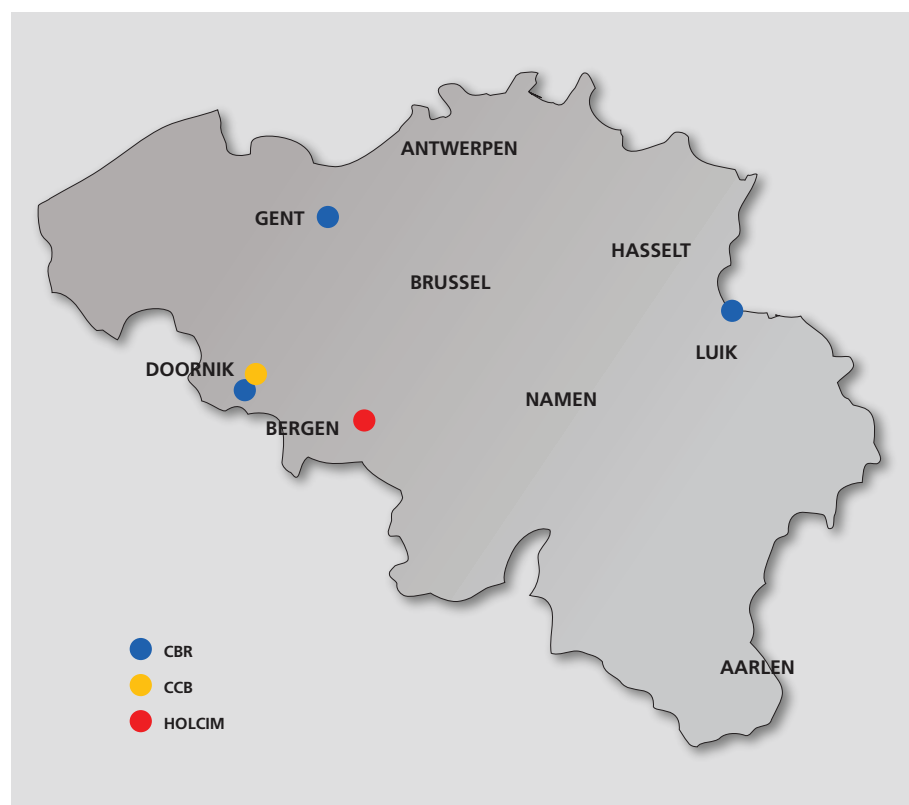 ANTWERPEN
GENT
HASSELT
BRUSSEL
LUIK
DOORNIK
NAMEN
BERGEN
CBR
AARLEN
CCB
HOLCIM